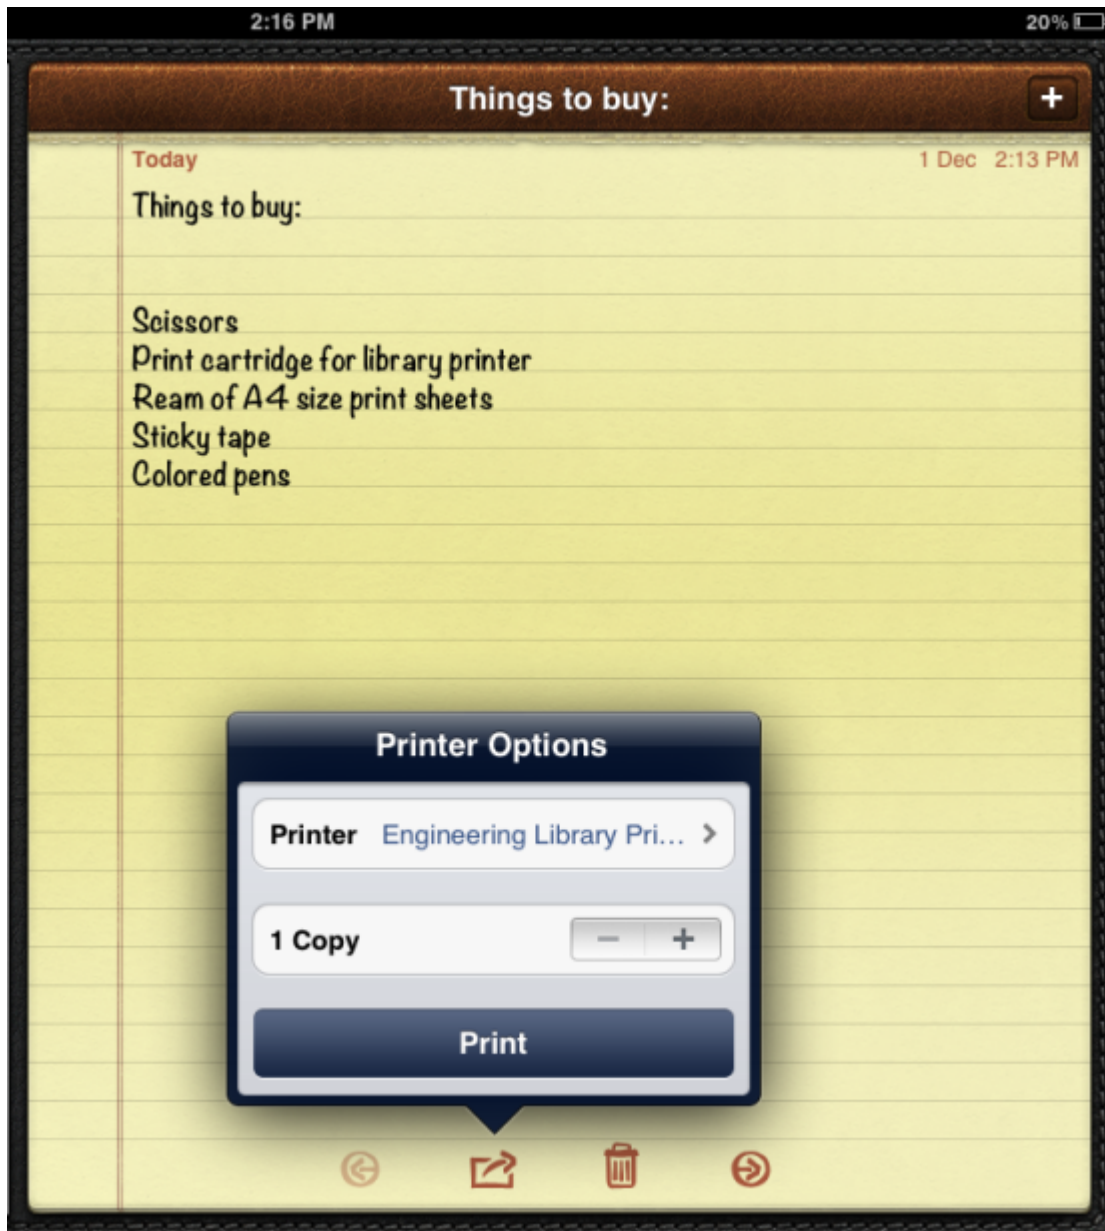 2:16 PM 20%
Things to buy: +
Today 1 Dec 2:13 PM
Things to buy:
Scissors
Print cartridge for library printer
Ream of A4 size print sheets
Sticky tape
Colored pens
Printer Options
Printer Engineering Library Pri... >
1 Copy − +
Print